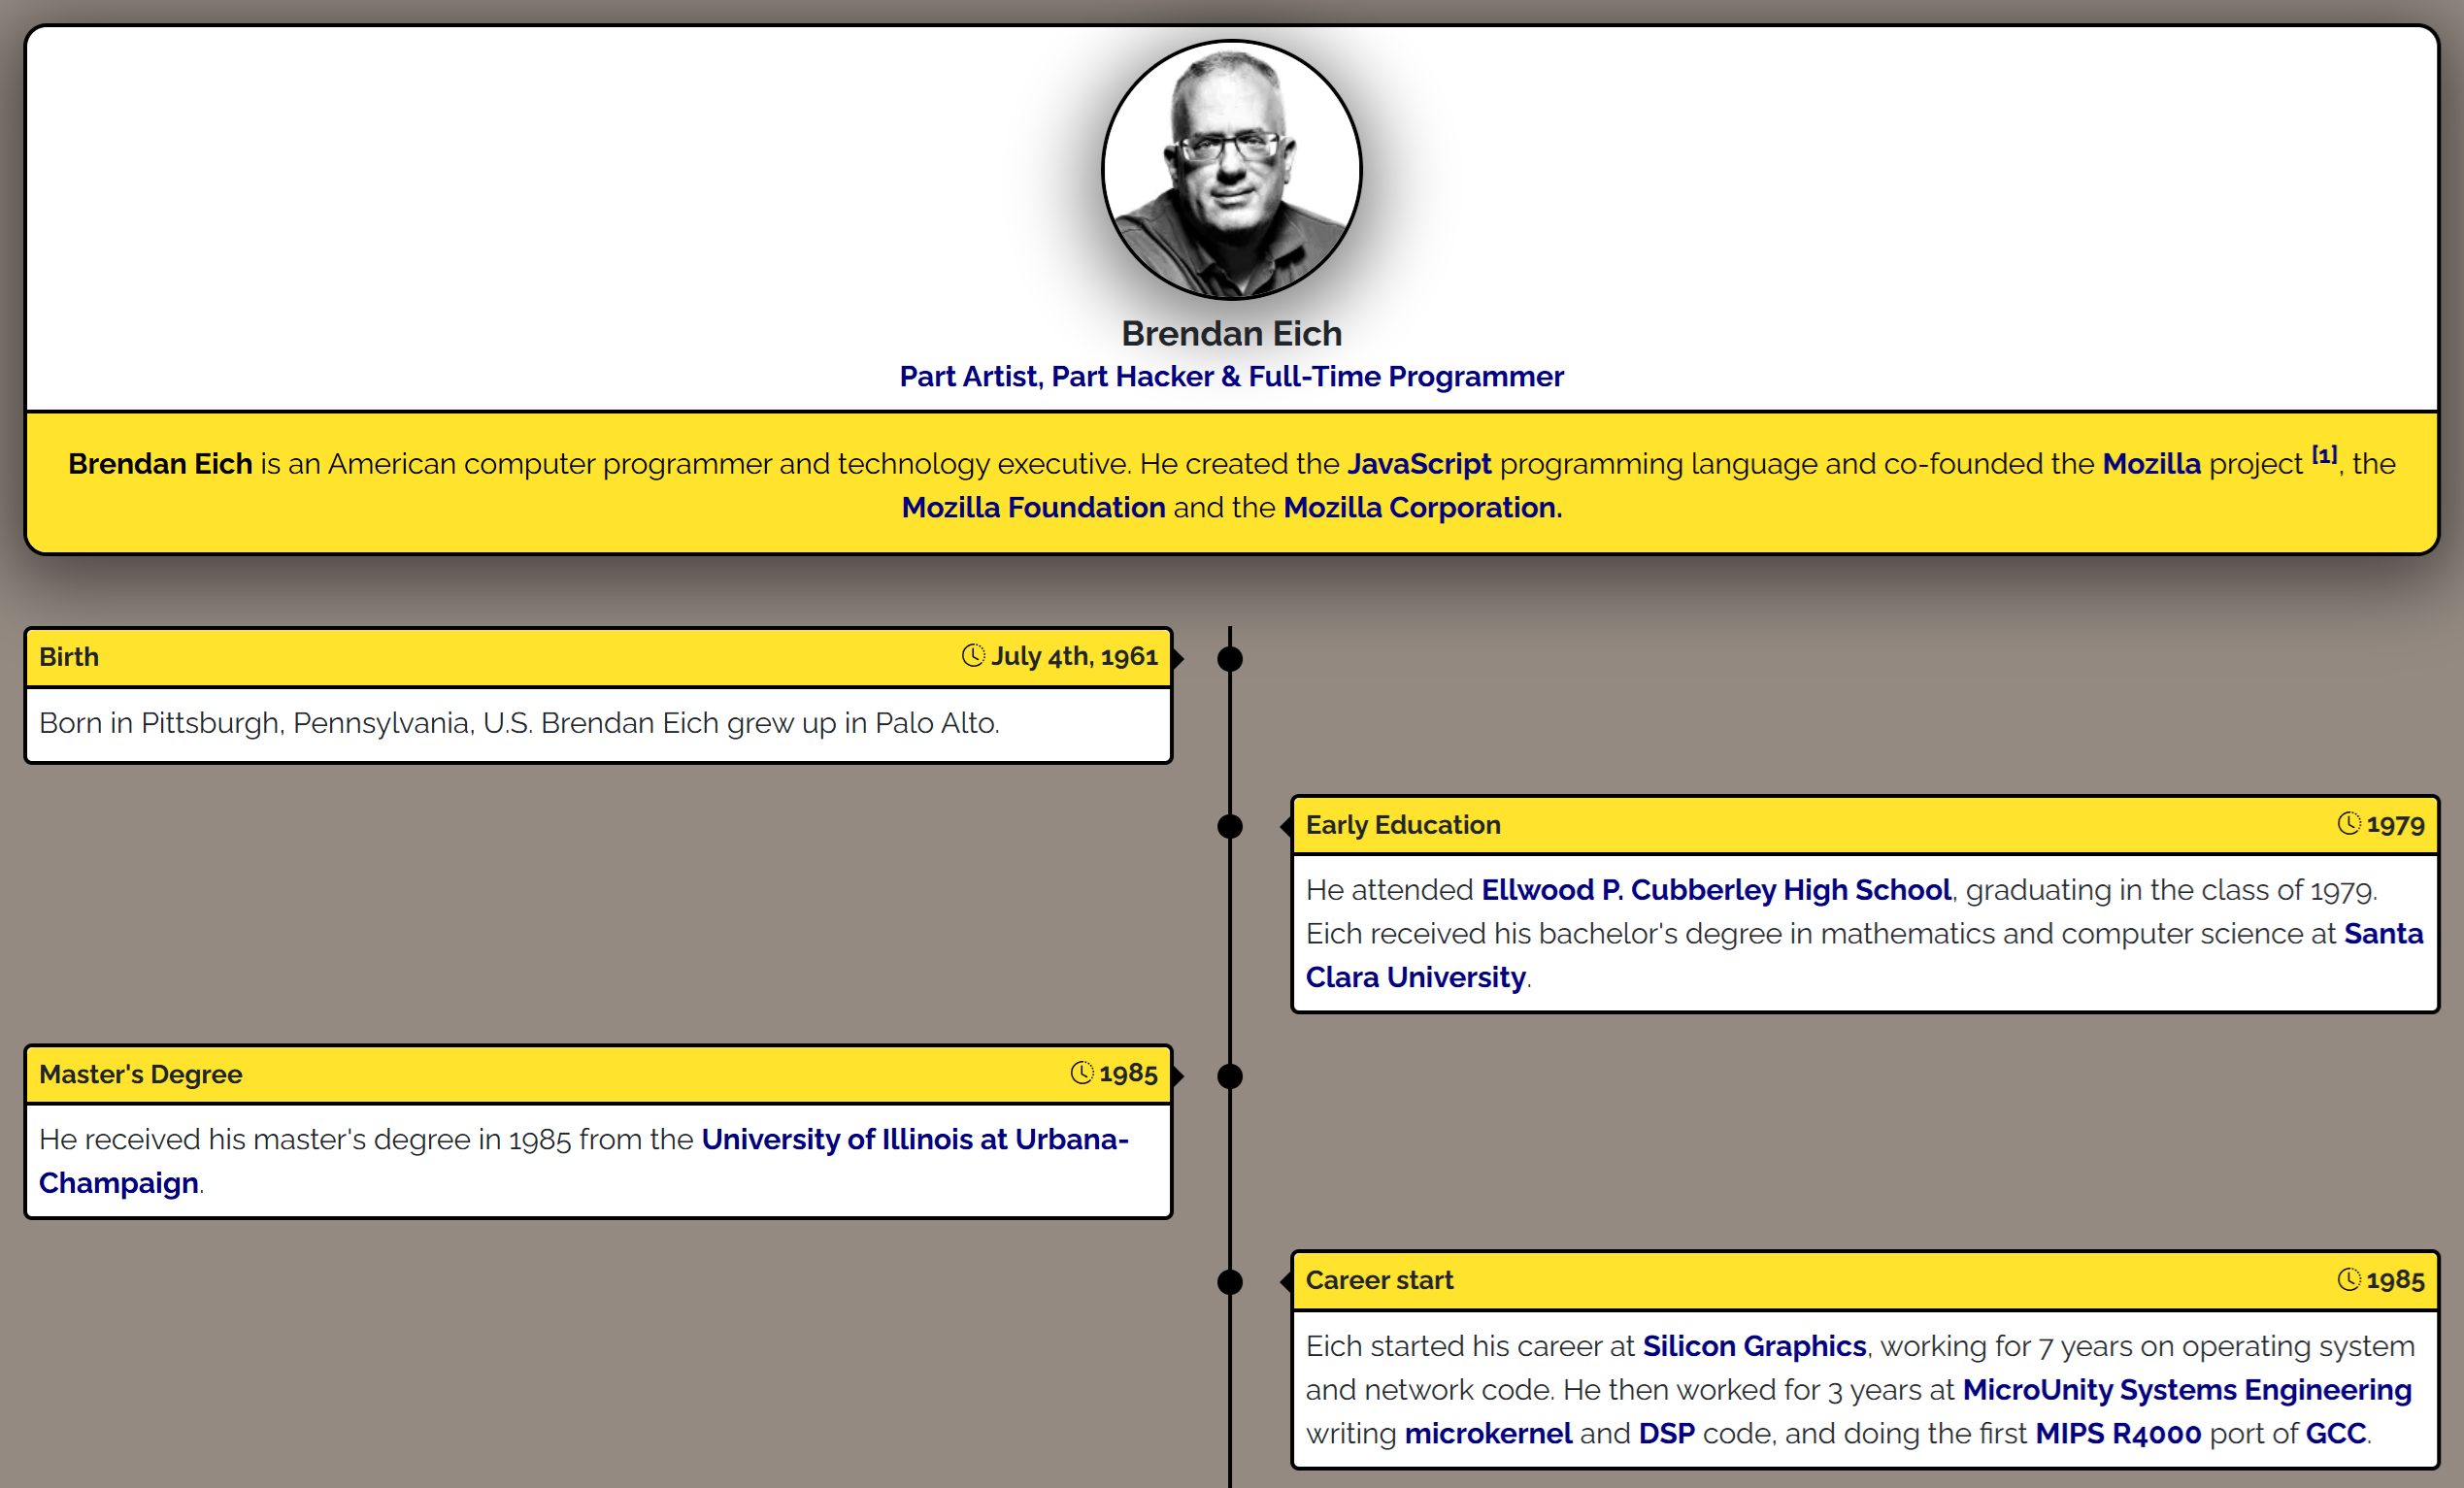 Brendan Eich
Part Artist, Part Hacker & Full-Time Programmer
Brendan Eich is an American computer programmer and technology executive. He created the JavaScript programming language and co-founded the Mozilla project [1], the
Mozilla Foundation and the Mozilla Corporation.
Birth July 4th, 1961
Born in Pittsburgh, Pennsylvania, U.S. Brendan Eich grew up in Palo Alto.
Early Education 1979
He attended Ellwood P. Cubberley High School, graduating in the class of 1979.
Eich received his bachelor's degree in mathematics and computer science at Santa
Clara University.
Master's Degree 1985
He received his master's degree in 1985 from the University of Illinois at Urbana-
Champaign.
Career start 1985
Eich started his career at Silicon Graphics, working for 7 years on operating system
and network code. He then worked for 3 years at MicroUnity Systems Engineering
writing microkernel and DSP code, and doing the first MIPS R4000 port of GCC.